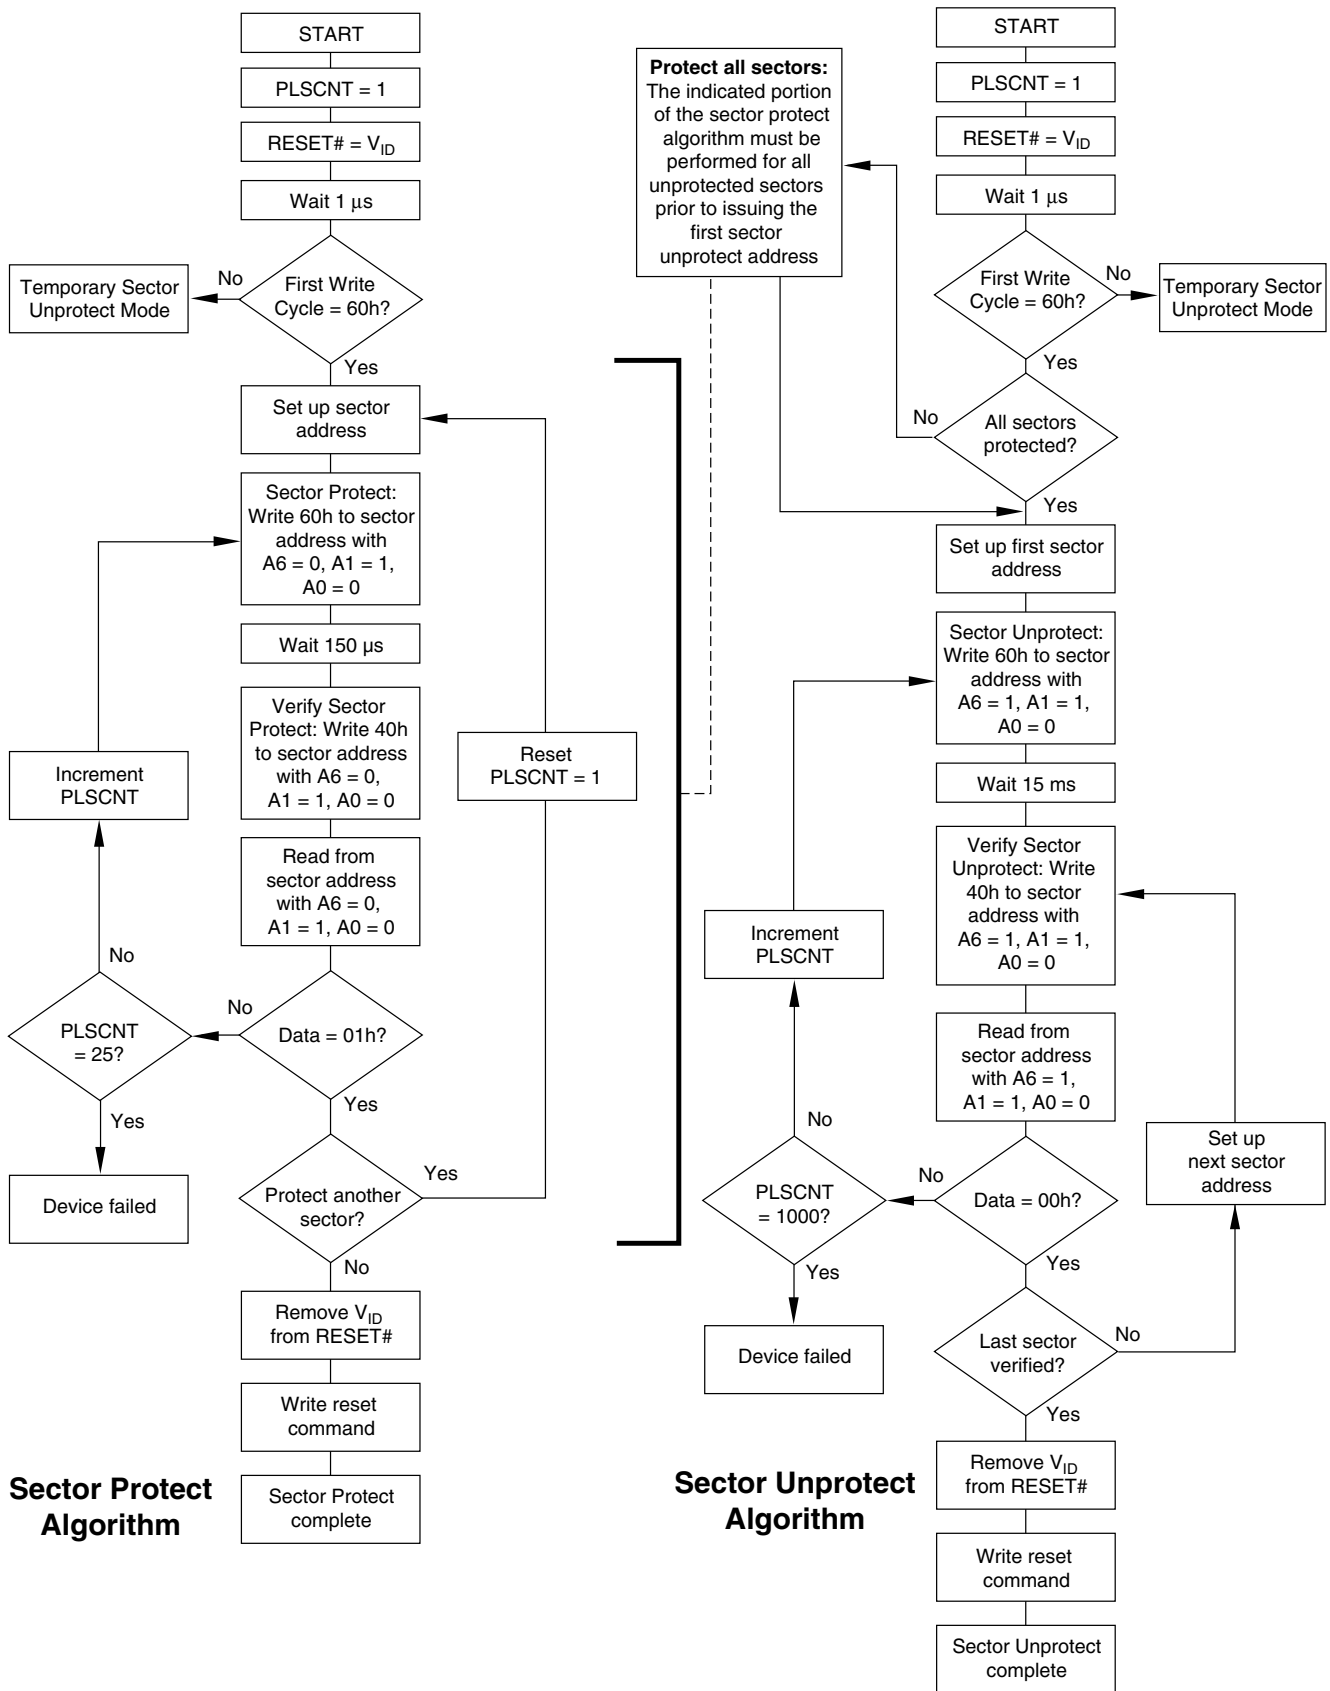 START
PLSCNT = 1
RESET# = VID
Wait 1 μs
First Write
Cycle = 60h?
No
Temporary Sector
Unprotect Mode
Yes
Set up sector
address
Sector Protect:
Write 60h to sector
address with
A6 = 0, A1 = 1,
A0 = 0
Wait 150 µs
Verify Sector
Protect: Write 40h
to sector address
with A6 = 0,
A1 = 1, A0 = 0
Reset
PLSCNT = 1
Increment
PLSCNT
Read from
sector address
with A6 = 0,
A1 = 1, A0 = 0
No
No
PLSCNT
= 25?
Data = 01h?
Yes
Yes
Device failed
Protect another
sector?
Yes
No
Remove VID
from RESET#
Write reset
command
Sector Protect
complete
Sector Protect
Algorithm
Protect all sectors:
The indicated portion
of the sector protect
algorithm must be
performed for all
unprotected sectors
prior to issuing the
first sector
unprotect address
START
PLSCNT = 1
RESET# = VID
Wait 1 μs
First Write
Cycle = 60h?
No
Temporary Sector
Unprotect Mode
Yes
No
All sectors
protected?
Yes
Set up first sector
address
Sector Unprotect:
Write 60h to sector
address with
A6 = 1, A1 = 1,
A0 = 0
Wait 15 ms
Verify Sector
Unprotect: Write
40h to sector
address with
A6 = 1, A1 = 1,
A0 = 0
Increment
PLSCNT
Read from
sector address
with A6 = 1,
A1 = 1, A0 = 0
No
No
PLSCNT
= 1000?
Data = 00h?
Set up
next sector
address
Yes
Yes
Device failed
Last sector
verified?
No
Yes
Remove VID
from RESET#
Write reset
command
Sector Unprotect
complete
Sector Unprotect
Algorithm